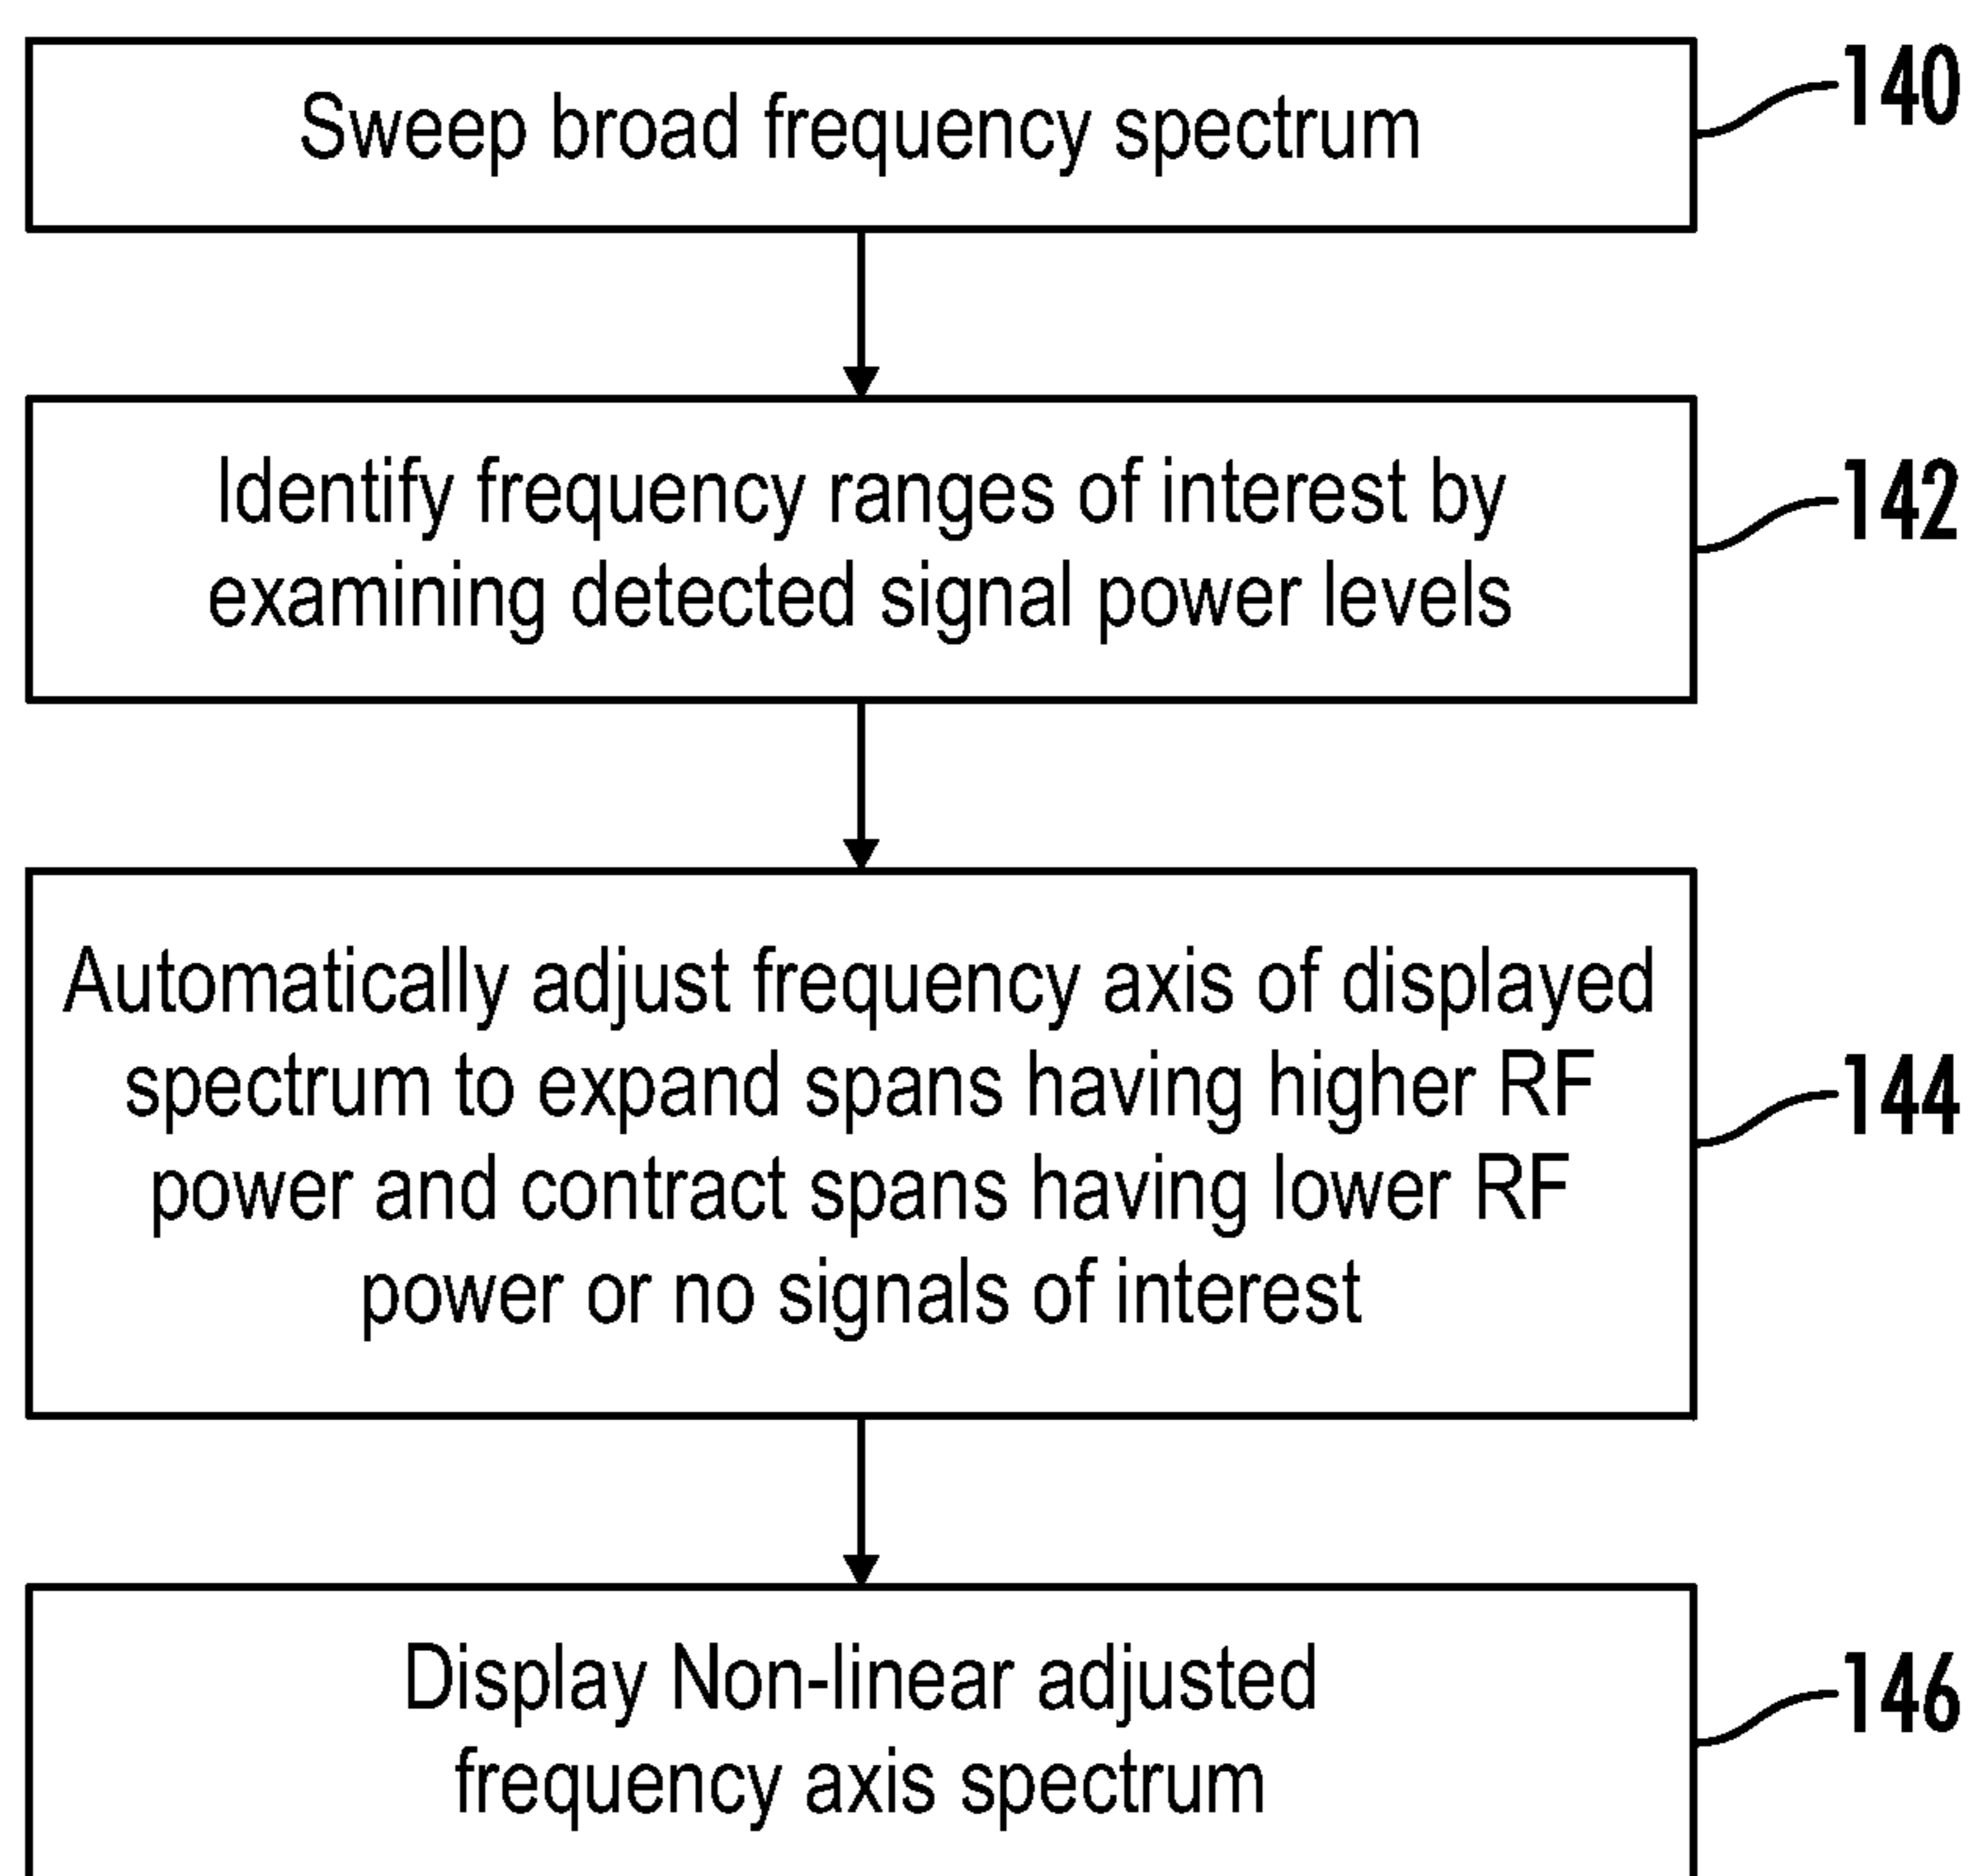 Sweep broad frequency spectrum
140
Identify frequency ranges of interest by
examining detected signal power levels
142
Automatically adjust frequency axis of displayed
spectrum to expand spans having higher RF
power and contract spans having lower RF
power or no signals of interest
144
Display Non-linear adjusted
frequency axis spectrum
146